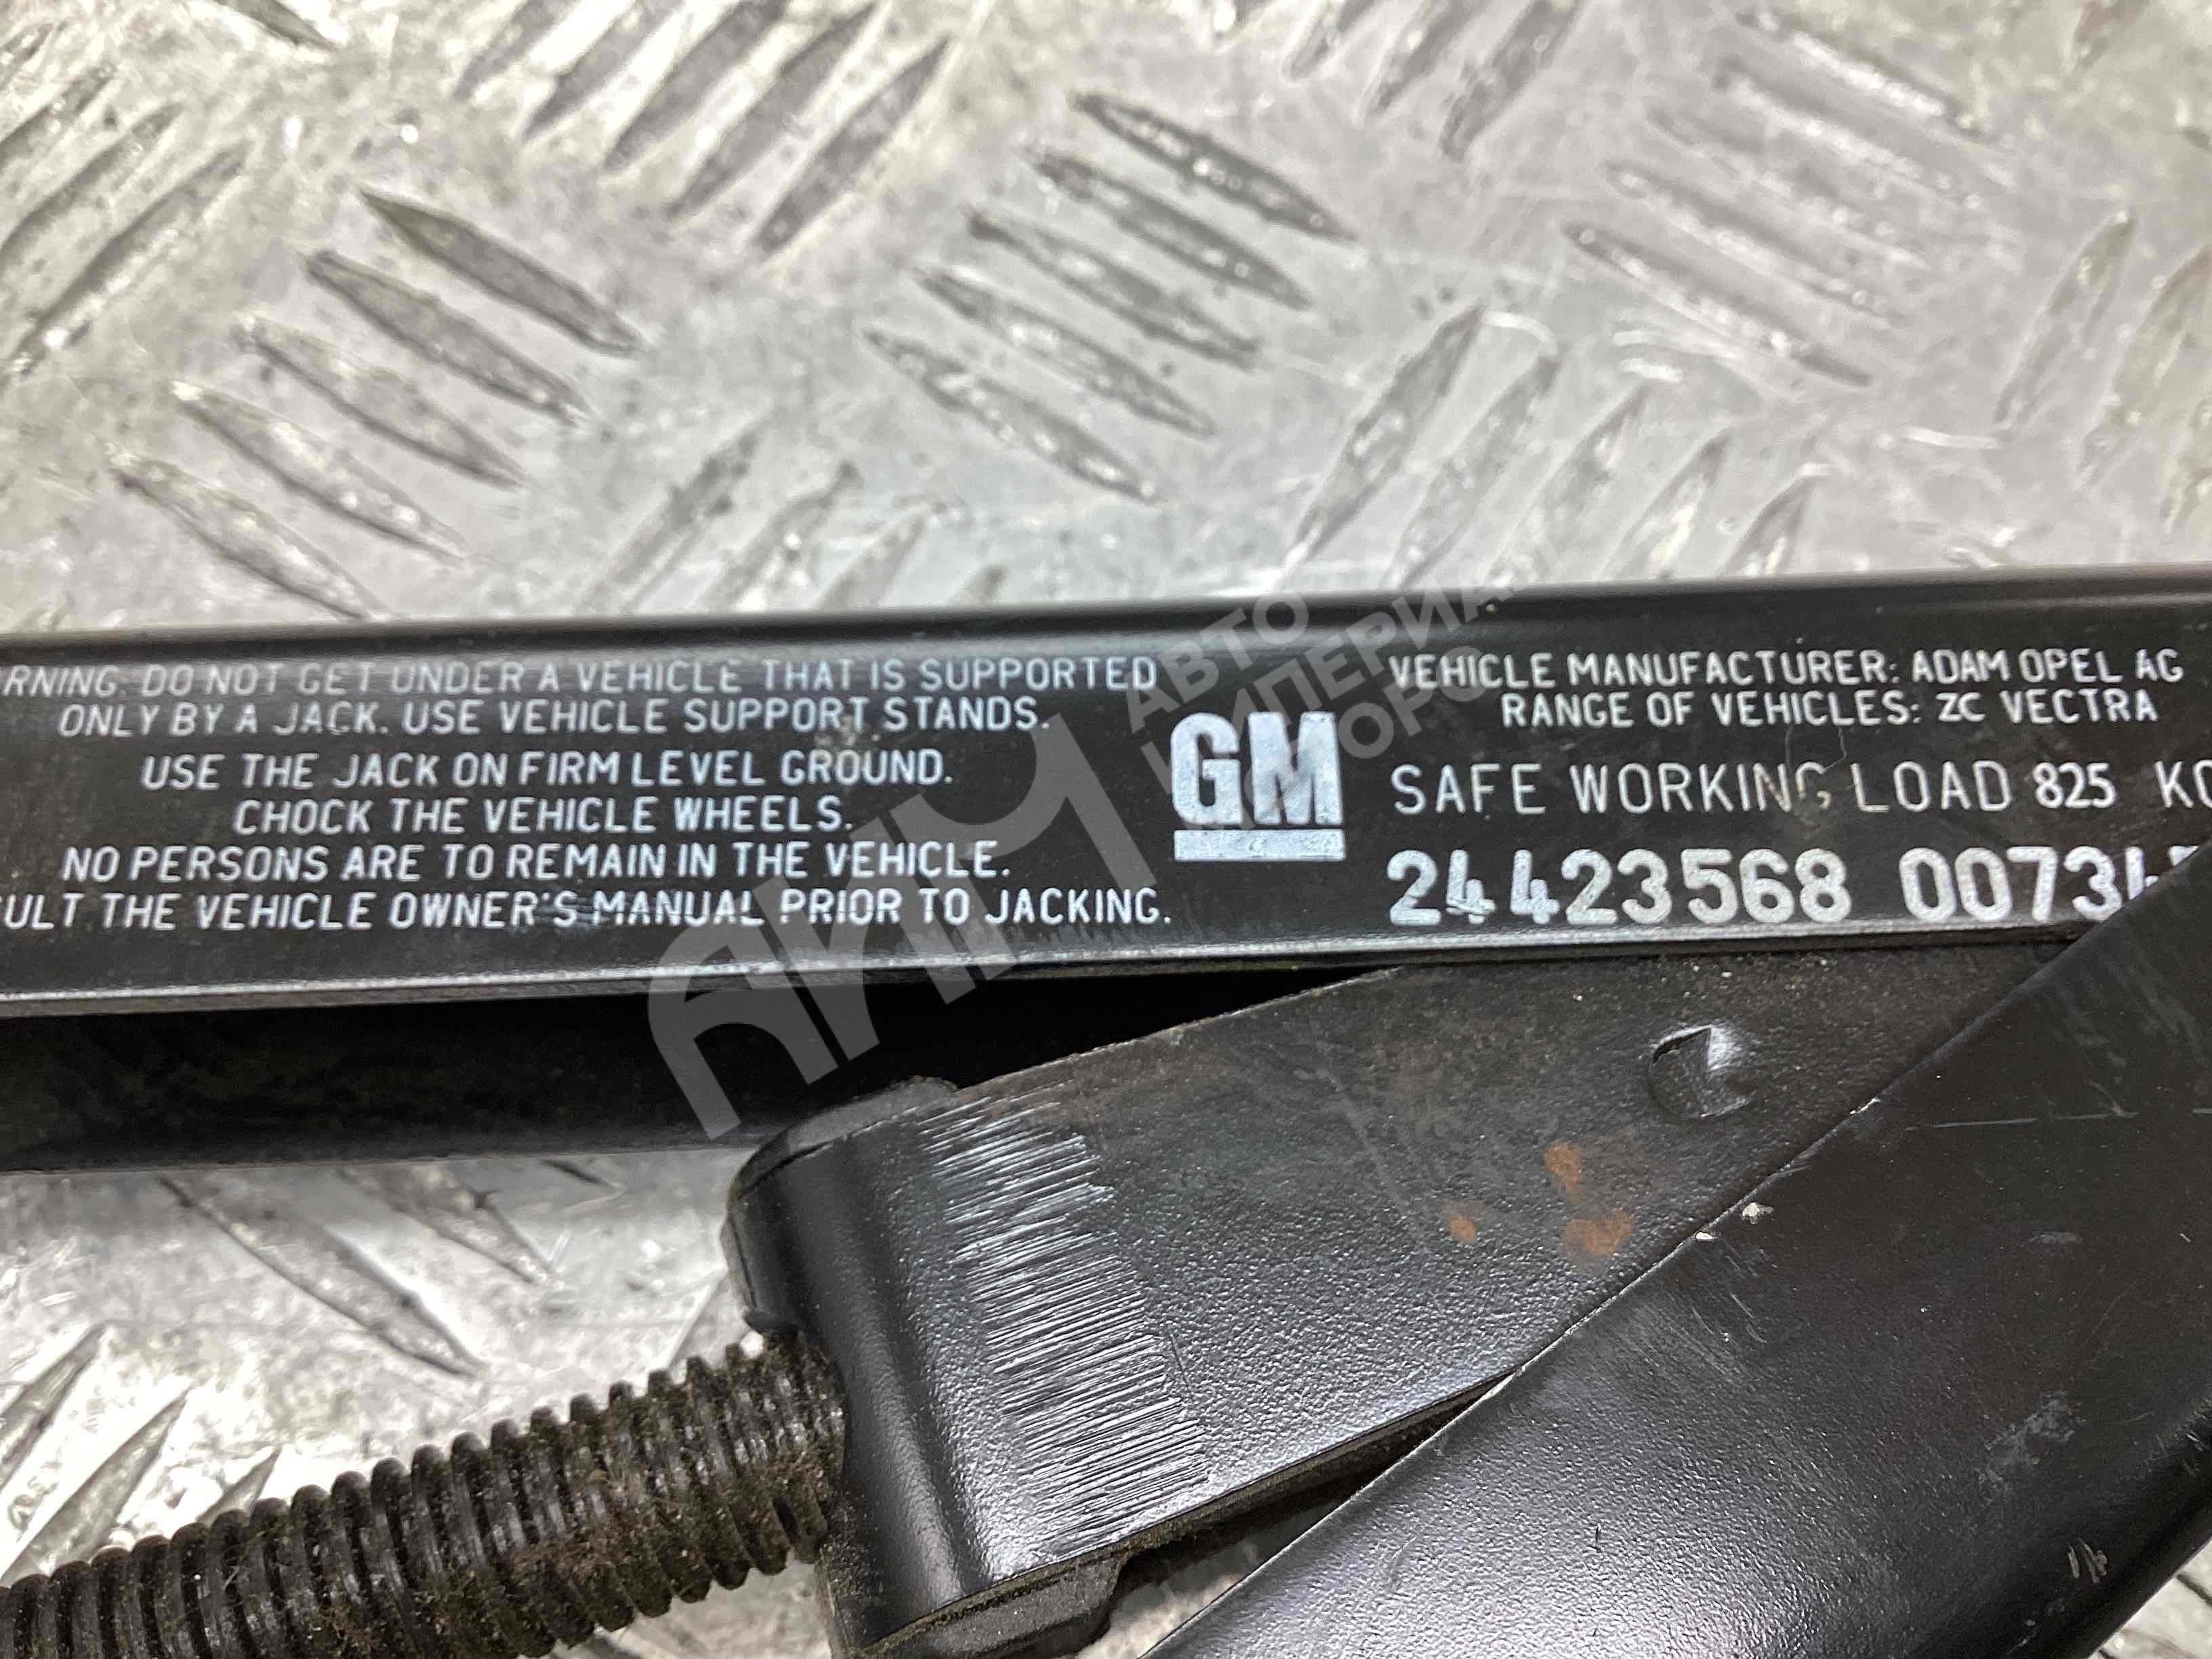 DO NOT GET UNDER A VEHICLE THAT IS SUPPORTED
ONLY BY A JACK. USE VEHICLE SUPPORT STANDS.
USE THE JACK ON FIRM LEVEL GROUND.
CHOCK THE VEHICLE WHEELS.
NO PERSONS ARE TO REMAIN IN THE VEHICLE.
THE VEHICLE OWNER'S MANUAL PRIOR TO JACKING.
GM
VEHICLE MANUFACTURER: ADAM OPEL AG
RANGE OF VEHICLES: ZC VECTRA
SAFE WORKING LOAD 825
24423568
АКИМ
АВТО
ИМПЕРИАЛ